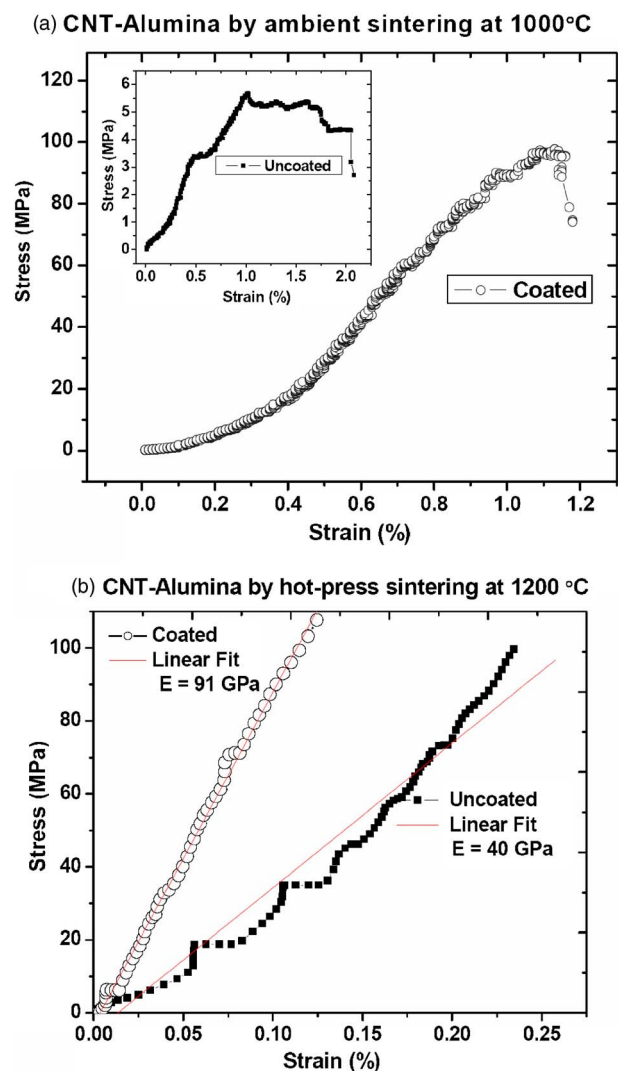 (a) CNT-Alumina by ambient sintering at 1000°C
120
100
80
60
40
20
0
Stress (MPa)
0.0 0.2 0.4 0.6 0.8 1.0 1.2
Strain (%)
6
5
4
3
2
1
0
Stress (MPa)
Uncoated
0.0 0.5 1.0 1.5 2.0
Strain (%)
Coated
(b) CNT-Alumina by hot-press sintering at 1200 °C
100
80
60
40
20
0
Stress (MPa)
Coated
Linear Fit
E = 91 GPa
Uncoated
Linear Fit
E = 40 GPa
0.00 0.05 0.10 0.15 0.20 0.25
Strain (%)